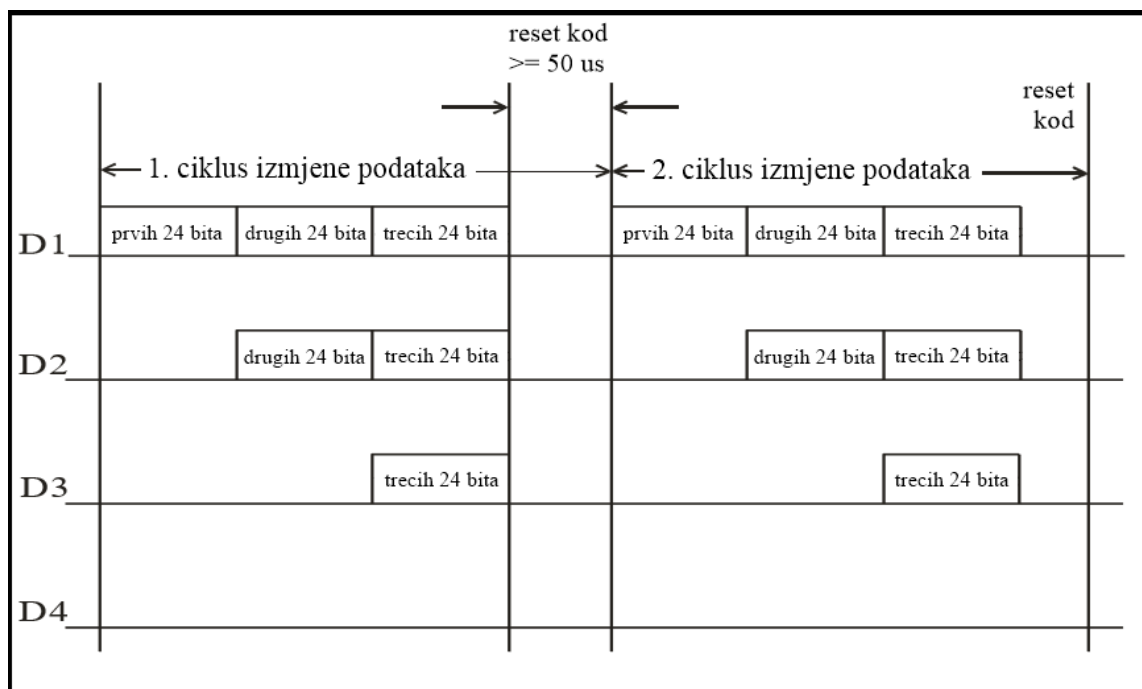 reset kod
>= 50 us
reset
kod
1. ciklus izmjene podataka
2. ciklus izmjene podataka
D1
prvih 24 bita
drugih 24 bita
trecih 24 bita
prvih 24 bita
drugih 24 bita
trecih 24 bita
D2
drugih 24 bita
trecih 24 bita
drugih 24 bita
trecih 24 bita
D3
trecih 24 bita
trecih 24 bita
D4